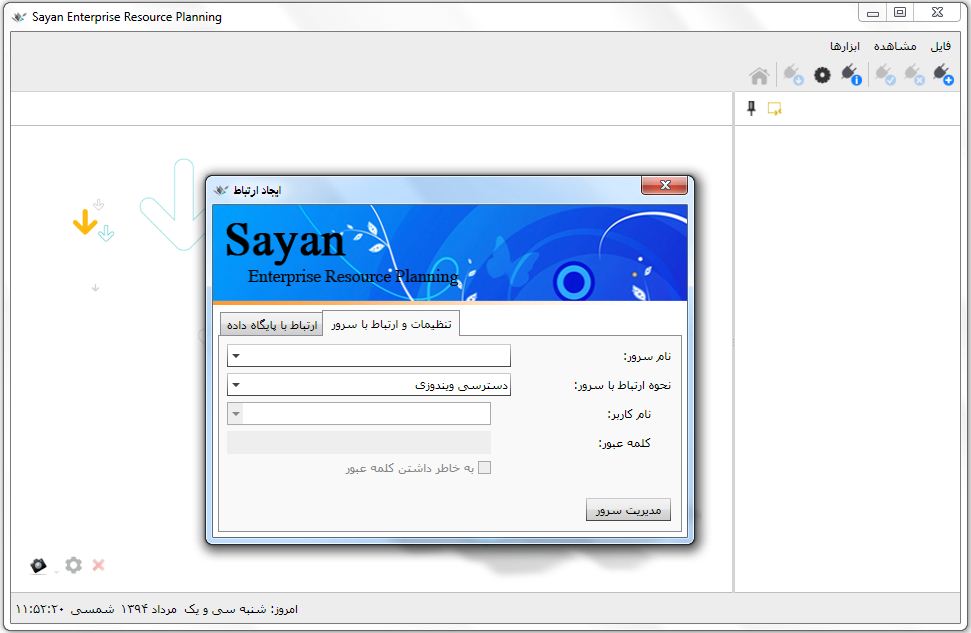 Sayan Enterprise Resource Planning
فایل مشاهده ابزارها
ایجاد ارتباط
Sayan
Enterprise Resource Planning
تنظیمات و ارتباط با سرور ارتباط با پایگاه داده
نام سرور:
نحوه ارتباط با سرور: دسترسی ویندوزی
نام کاربر:
کلمه عبور:
به خاطر داشتن کلمه عبور
مدیریت سرور
امروز: شنبه سی و یک مرداد ۱۳۹۴ شمسی ۱۱:۵۲:۲۰